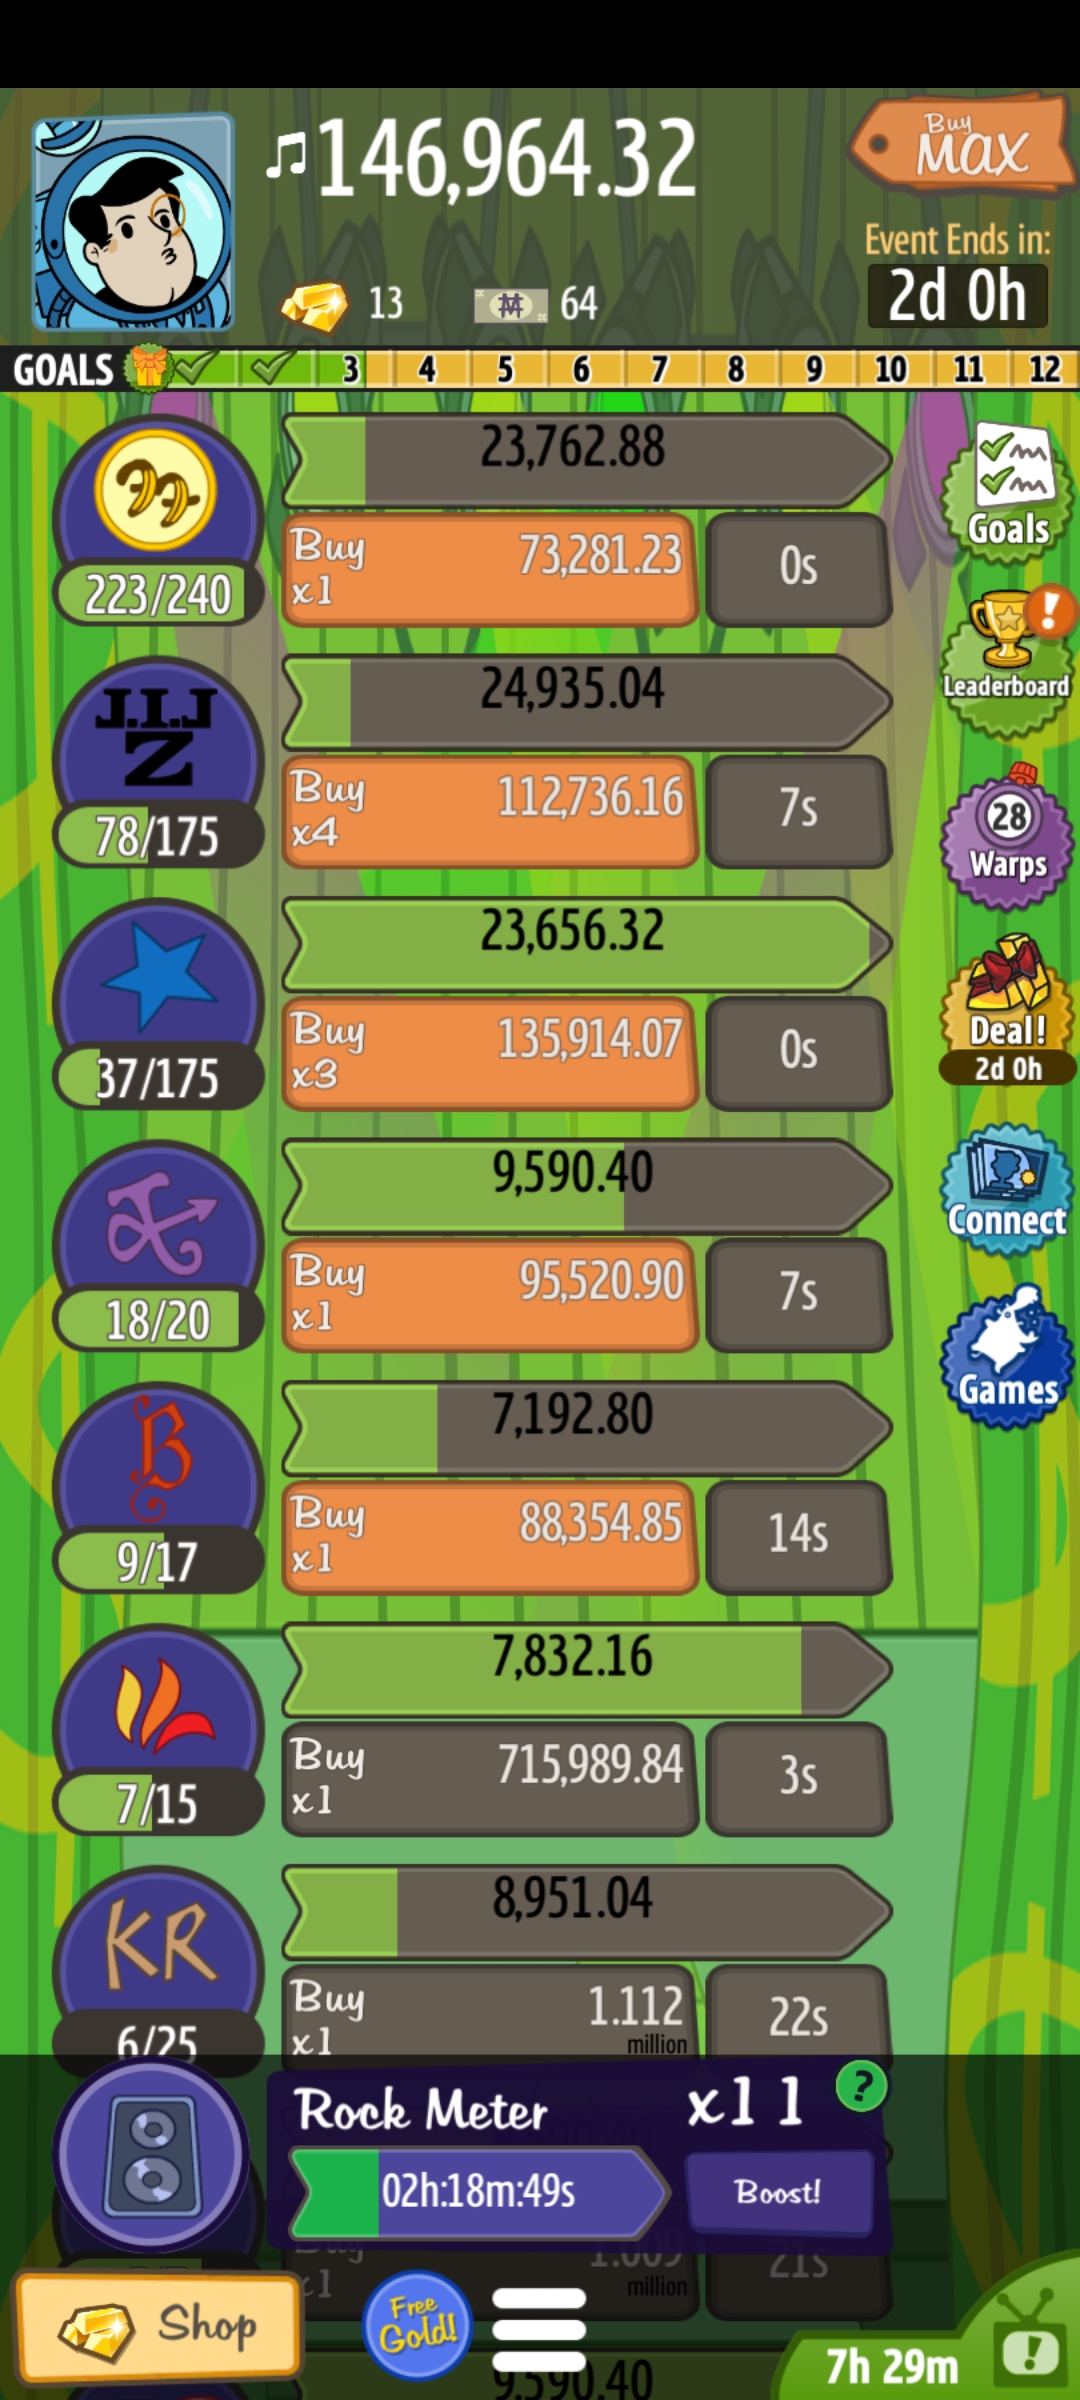 ♫146,964.32
Buy
MAX
Event Ends in:
2d 0h
13
64
GOALS 3 4 5 6 7 8 9 10 11 12
23,762.88
Buy
x1
73,281.23
0s
223/240
Goals
J.I.J
Z
24,935.04
Buy
x4
112,736.16
7s
78/175
!
Leaderboard
28
Warps
23,656.32
Buy
x3
135,914.07
0s
37/175
Deal!
2d 0h
9,590.40
Buy
x1
95,520.90
7s
18/20
Connect
B
7,192.80
Buy
x1
88,354.85
14s
9/17
Games
7,832.16
Buy
x1
715,989.84
3s
7/15
KR
8,951.04
Buy
x1
1.112
million
22s
6/25
Rock Meter
x11
?
02h:18m:49s
Boost!
Buy
x1
1.009
million
21s
Shop
Free
Gold!
9,590.40
7h 29m
!